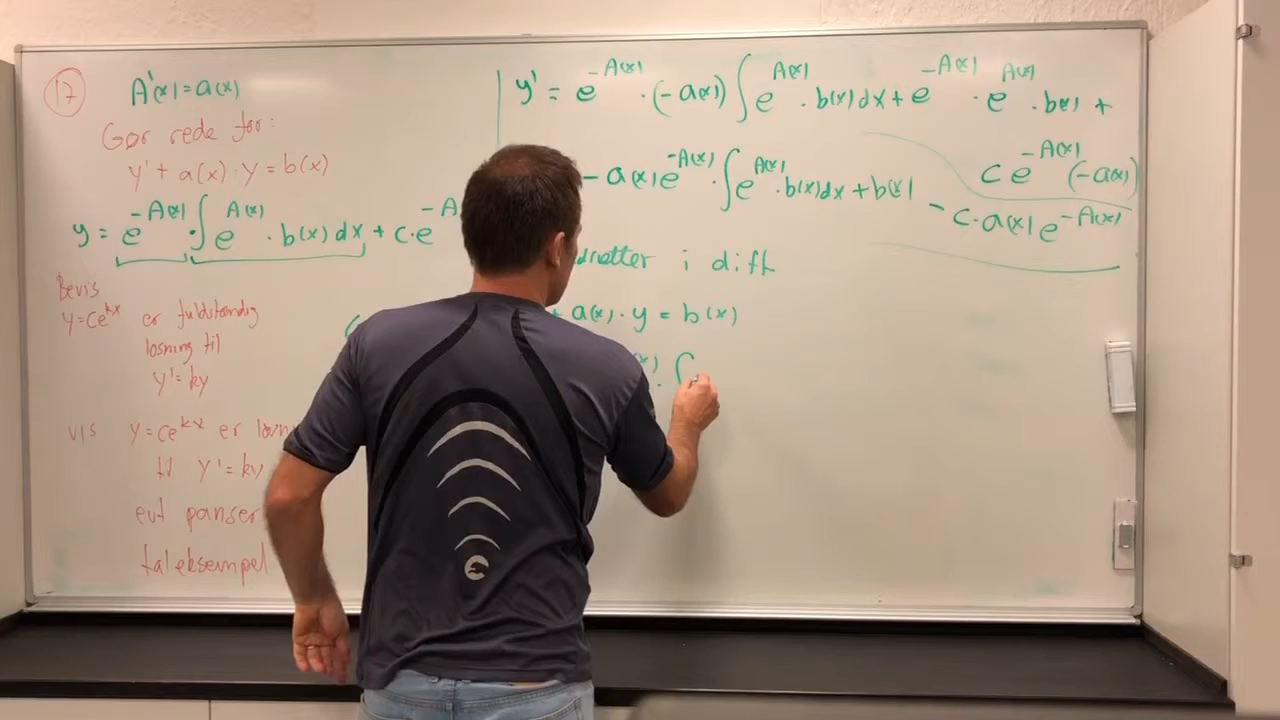 17
A'(x) = a(x)
Gør rede for:
y' + a(x) · y = b(x)
y = e^{-A(x)} · ∫ e^{A(x)} · b(x) dx + c · e^{-A
Bevis
y = ce^{kx} er fuldstændig
løsning til
y' = ky
vis y = ce^{kx} er løsn
til y' = ky
evt panser
taleksempel
y' = e^{-A(x)} · (-a(x)) ∫ e^{A(x)} · b(x) dx + e^{-A(x)} · e^{A(x)} · b(x) +
c e^{-A(x)} (-a(x))
- a(x) e^{-A(x)} · ∫ e^{A(x)} · b(x) dx + b(x) - c · a(x) e^{-A(x)}
dsætter i diff
+ a(x) · y = b(x)
(x) · ∫